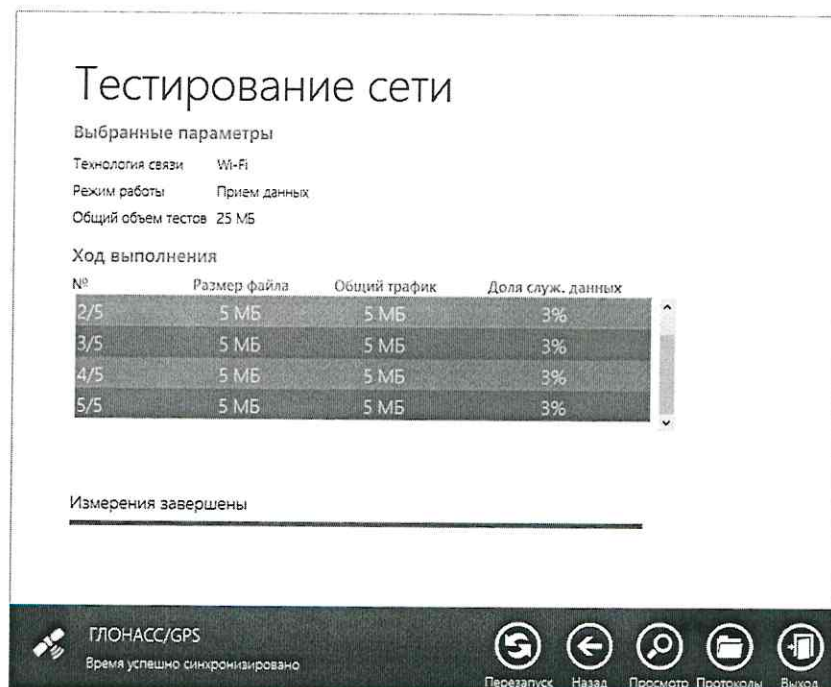 Тестирование сети
Выбранные параметры
Технология связи Wi-Fi
Режим работы Прием данных
Общий объем тестов 25 МБ
Ход выполнения
№ Размер файла Общий трафик Доля служ. данных
2/5 5 МБ 5 МБ 3%
3/5 5 МБ 5 МБ 3%
4/5 5 МБ 5 МБ 3%
5/5 5 МБ 5 МБ 3%
Измерения завершены
ГЛОНАСС/GPS
Время успешно синхронизировано
Перезапуск Назад Просмотр Протоколы Выход